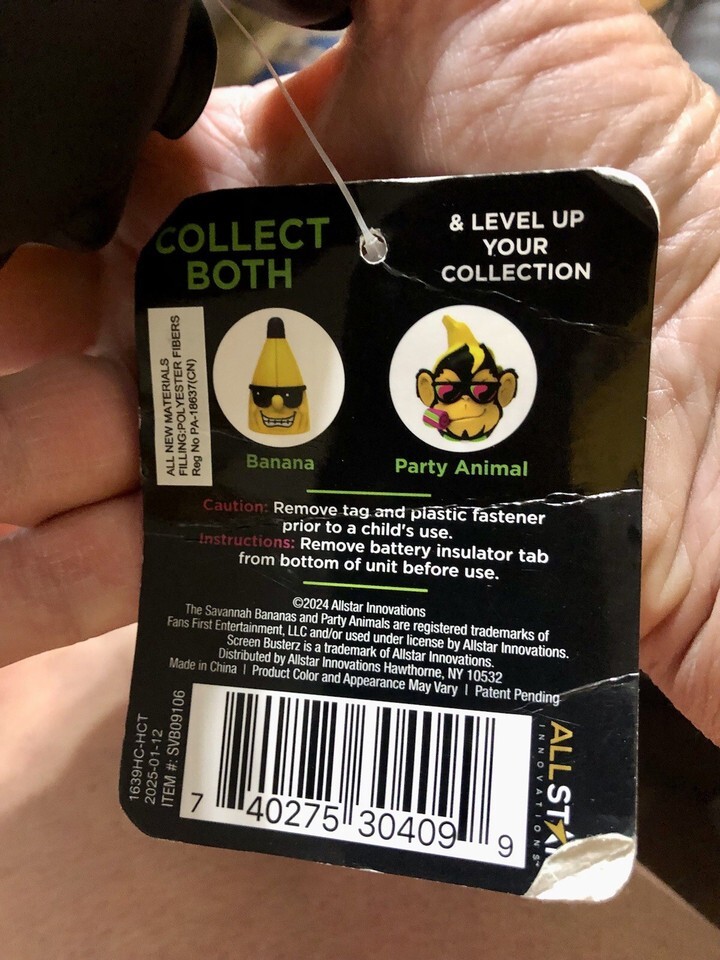 COLLECT
BOTH
& LEVEL UP
YOUR
COLLECTION
ALL NEW MATERIALS
FILLING:POLYESTER FIBERS
Reg No PA-18637(CN)
Banana
Party Animal
Caution: Remove tag and plastic fastener
prior to a child's use.
Instructions: Remove battery insulator tab
from bottom of unit before use.
©2024 Allstar Innovations
The Savannah Bananas and Party Animals are registered trademarks of
Fans First Entertainment, LLC and/or used under license by Allstar Innovations.
Screen Busterz is a trademark of Allstar Innovations.
Distributed by Allstar Innovations Hawthorne, NY 10532
Made in China | Product Color and Appearance May Vary | Patent Pending
1639HC-HCT
2025-01-12
ITEM #: SVB09106
7 40275 30409 9
ALLSTAR
INNOVATIONS